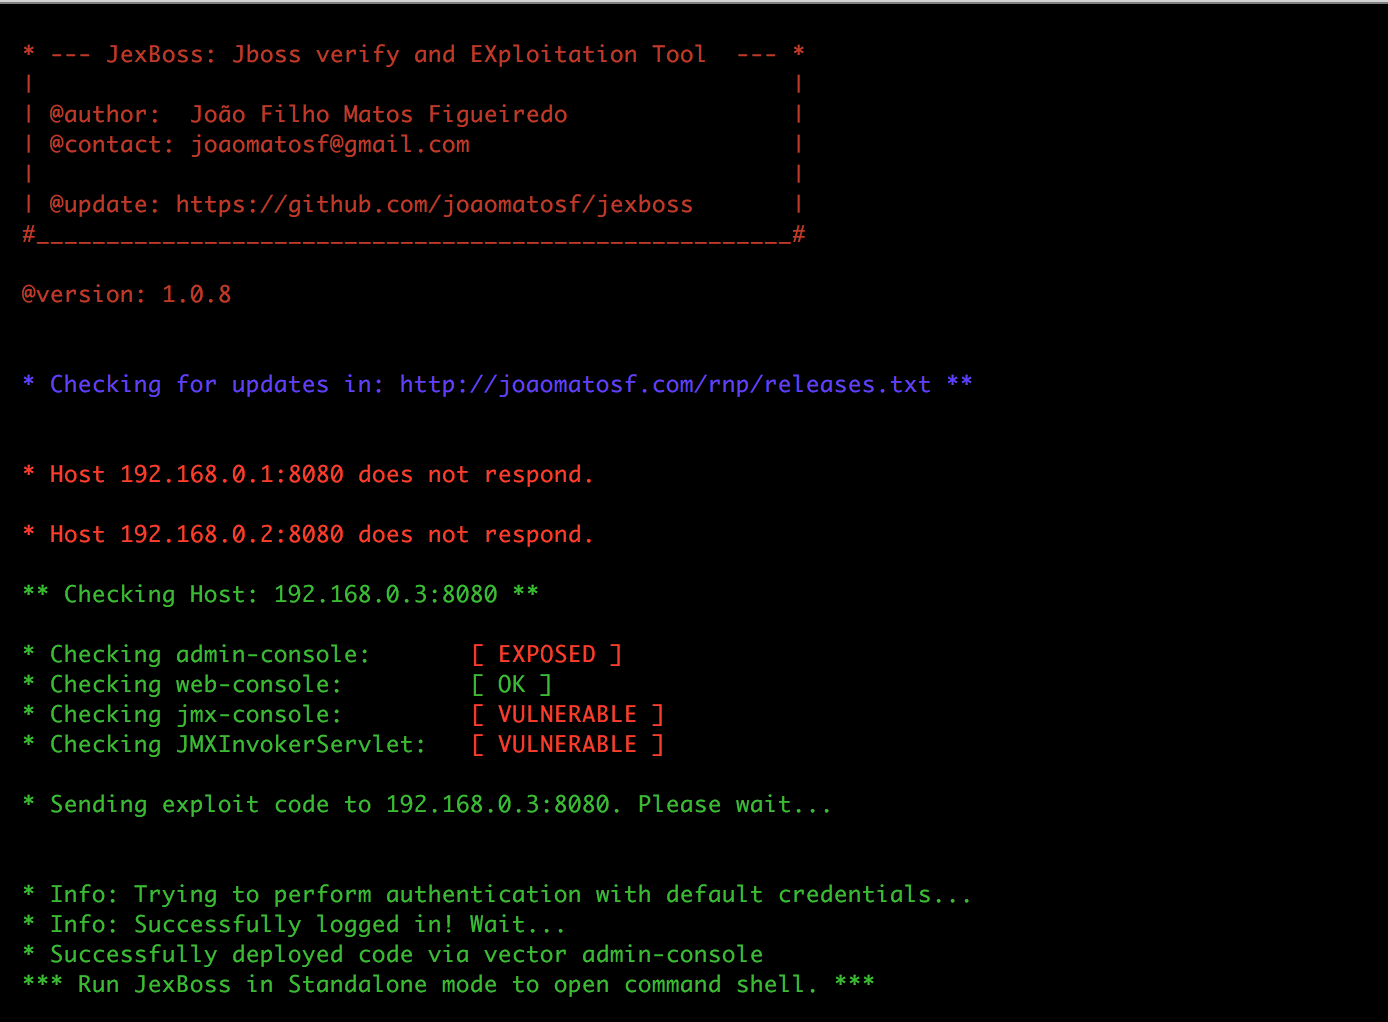 * --- JexBoss: Jboss verify and EXploitation Tool  --- *
|                                                      |
| @author:  João Filho Matos Figueiredo                |
| @contact: joaomatosf@gmail.com                       |
|                                                      |
| @update: https://github.com/joaomatosf/jexboss       |
#______________________________________________________#
@version: 1.0.8
* Checking for updates in: http://joaomatosf.com/rnp/releases.txt **
* Host 192.168.0.1:8080 does not respond.
* Host 192.168.0.2:8080 does not respond.
** Checking Host: 192.168.0.3:8080 **
* Checking admin-console:       [ EXPOSED ]
* Checking web-console:         [ OK ]
* Checking jmx-console:         [ VULNERABLE ]
* Checking JMXInvokerServlet:   [ VULNERABLE ]
* Sending exploit code to 192.168.0.3:8080. Please wait...
* Info: Trying to perform authentication with default credentials...
* Info: Successfully logged in! Wait...
* Successfully deployed code via vector admin-console
*** Run JexBoss in Standalone mode to open command shell. ***